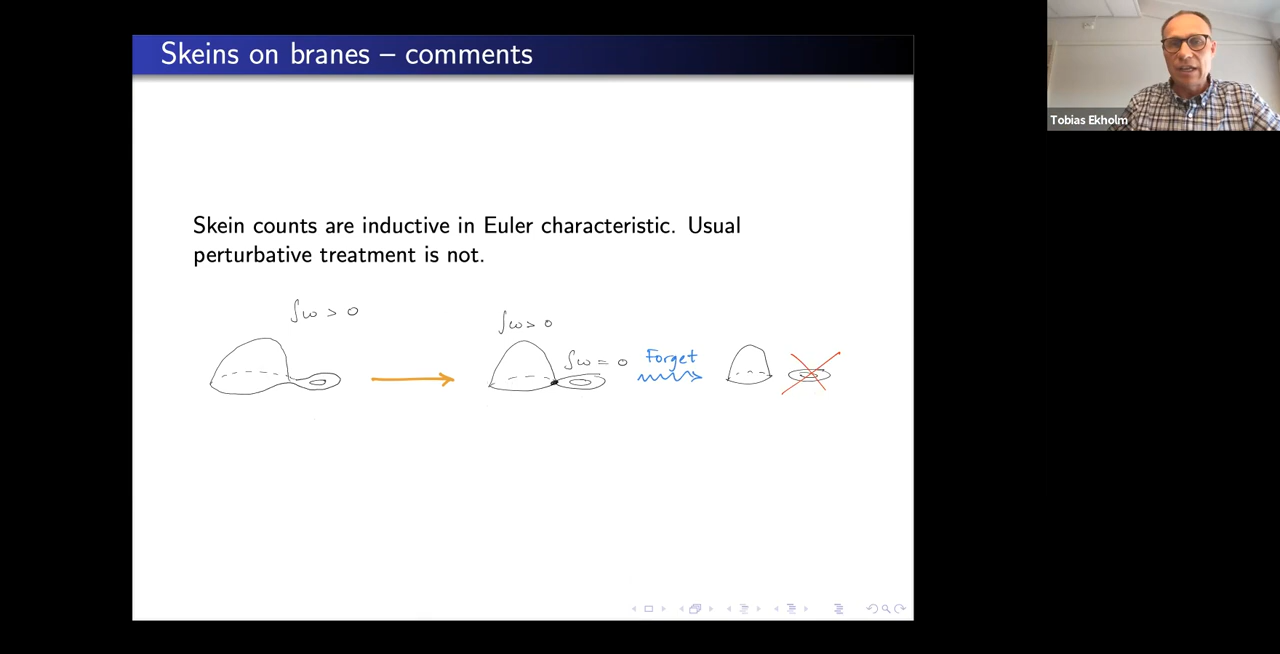 Skeins on branes – comments
Tobias Ekholm
Skein counts are inductive in Euler characteristic. Usual
perturbative treatment is not.
∫ω > 0
∫ω > 0
∫ω = 0
Forget